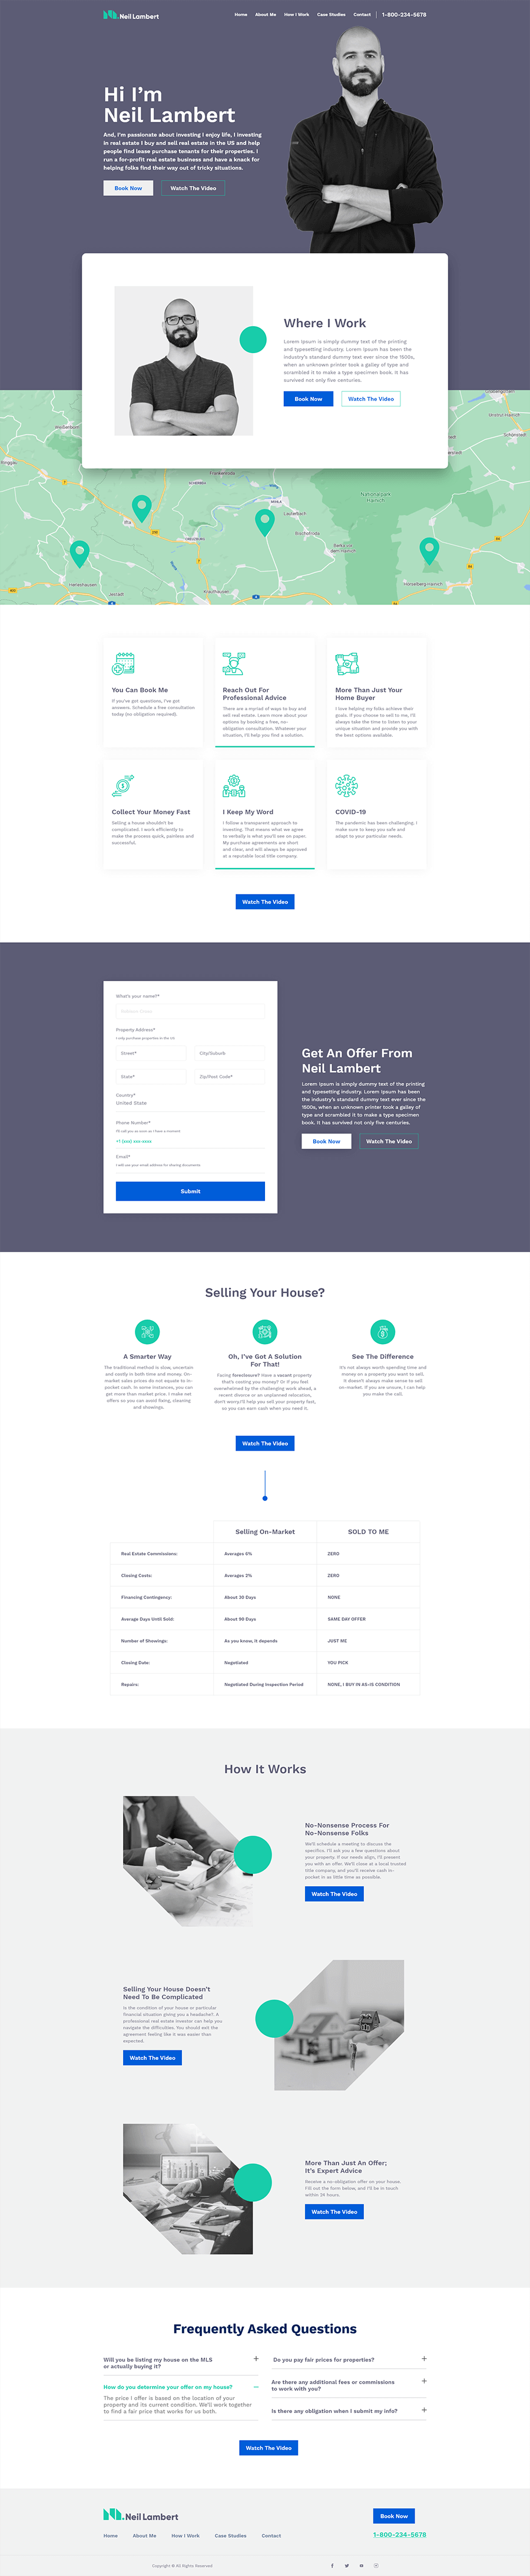 Neil Lambert
Home About Me How I Work Case Studies Contact 1-800-234-5678
Hi I'm
Neil Lambert
And, I'm passionate about investing I enjoy life, I investing
in real estate I buy and sell real estate in the US and help
people find lease purchase tenants for their properties. I
run a for-profit real estate business and have a knack for
helping folks find their way out of tricky situations.
Book Now Watch The Video
Where I Work
Lorem Ipsum is simply dummy text of the printing
and typesetting industry. Lorem Ipsum has been the
industry's standard dummy text ever since the 1500s,
when an unknown printer took a galley of type and
scrambled it to make a type specimen book. It has
survived not only five centuries.
Book Now Watch The Video
Ifta
Lauterbach
Bischofroda
Nationalpark
Hainich
Krauthausen
You Can Book Me
If you've got questions, I've got
answers. Schedule a free consultation
today (no obligation required).
Reach Out For
Professional Advice
There are a myriad of ways to buy and
sell real estate. Learn more about your
options by booking a free, no-
obligation consultation. Whatever your
situation, I'll help you find a solution.
More Than Just Your
Home Buyer
I love helping my folks achieve their
goals. If you choose to sell to me, I'll
always take the time to listen to your
unique situation and provide you with
the best options available.
Collect Your Money Fast
Selling a house shouldn't be
complicated. I work efficiently to
make the process quick, painless and
successful.
I Keep My Word
I follow a transparent approach to
investing. That means what we agree
to verbally is what you'll see on paper.
My purchase agreements are short
and clear, and will always be approved
at a reputable local title company.
COVID-19
The pandemic has been challenging. I
make sure to keep you safe and
adapt to your particular needs.
Watch The Video
What's your name?*
Property Address*
I only purchase properties in the US
Street* City/Suburb
State* Zip/Post Code*
Country*
United State
Phone Number*
I'll call you as soon as I have a moment
+1 (xxx) xxx-xxxx
Email*
I will use your email address for sharing documents
Submit
Get An Offer From
Neil Lambert
Lorem Ipsum is simply dummy text of the printing
and typesetting industry. Lorem Ipsum has been
the industry's standard dummy text ever since the
1500s, when an unknown printer took a galley of
type and scrambled it to make a type specimen
book. It has survived not only five centuries.
Book Now Watch The Video
Selling Your House?
A Smarter Way
The traditional method is slow, uncertain
and costly in both time and money. On-
market sales prices do not equate to in-
pocket cash. In some instances, you can
get more than market price. I make net
offers so you can avoid fixing, cleaning
and showings.
Oh, I've Got A Solution
For That!
Facing foreclosure? Have a vacant property
that's costing you money? Or if you feel
overwhelmed by the challenging work ahead, a
recent divorce or an unplanned relocation,
don't worry.I'll help you sell your property fast,
so you can earn cash when you need it.
See The Difference
It's not always worth spending time and
money on a property you want to sell.
It doesn't always make sense to sell
on-market. If you are unsure, I can help
you make the call.
Watch The Video
Selling On-Market SOLD TO ME
Real Estate Commissions: Averages 6% ZERO
Closing Costs: Averages 2% ZERO
Financing Contingency: About 30 Days NONE
Average Days Until Sold: About 90 Days SAME DAY OFFER
Number of Showings: As you know, it depends JUST ME
Closing Date: Negotiated YOU PICK
Repairs: Negotiated During Inspection Period NONE, I BUY IN AS-IS CONDITION
How It Works
No-Nonsense Process For
No-Nonsense Folks
We'll schedule a meeting to discuss the
specifics. I'll ask you a few questions about
your property. If our needs align, I'll present
you with an offer. We'll close at a local trusted
title company, and you'll receive cash in-
pocket in as little time as possible.
Watch The Video
Selling Your House Doesn't
Need To Be Complicated
Is the condition of your house or particular
financial situation giving you a headache?. A
professional real estate investor can help you
navigate the difficulties. You should exit the
agreement feeling like it was easier than
expected.
Watch The Video
More Than Just An Offer;
It's Expert Advice
Receive a no-obligation offer on your house.
Fill out the form below, and I'll be in touch
within 24 hours.
Watch The Video
Frequently Asked Questions
Will you be listing my house on the MLS
or actually buying it?
How do you determine your offer on my house?
The price I offer is based on the location of your
property and its current condition. We'll work together
to find a fair price that works for us both.
Do you pay fair prices for properties?
Are there any additional fees or commissions
to work with you?
Is there any obligation when I submit my info?
Watch The Video
Neil Lambert
Book Now
Home About Me How I Work Case Studies Contact
1-800-234-5678
Copyright © All Rights Reserved